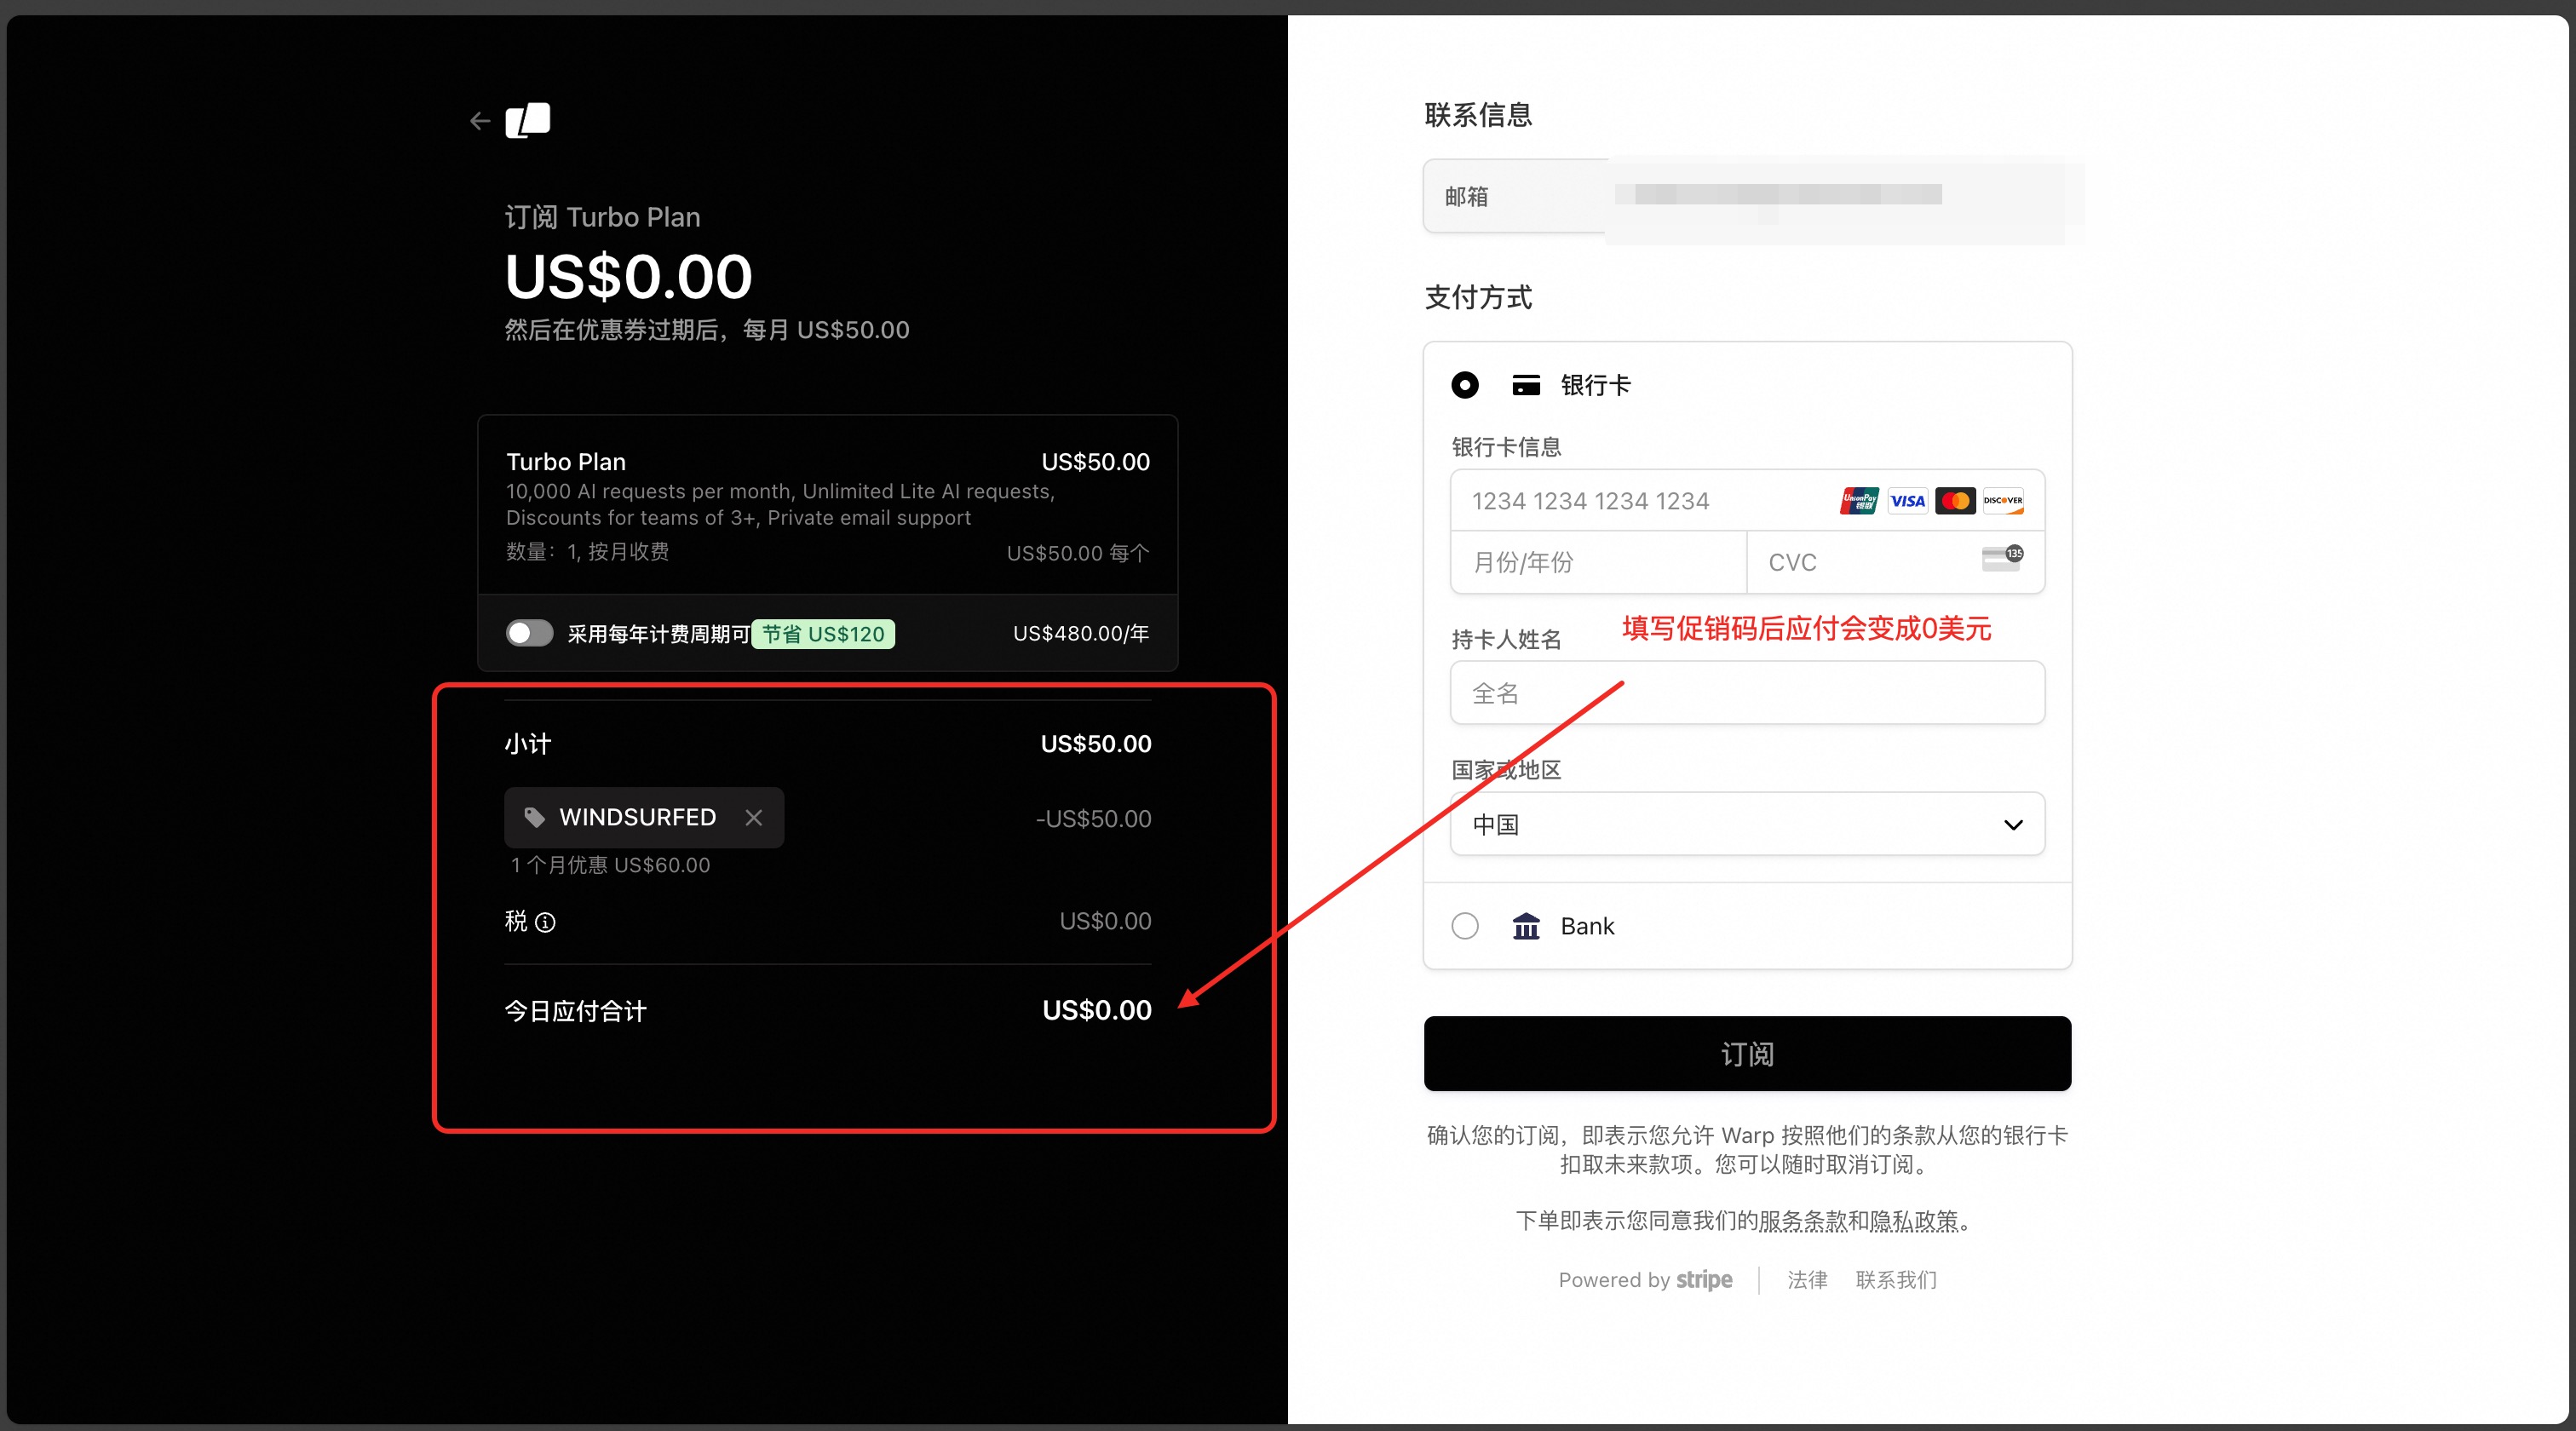 订阅 Turbo Plan
US$0.00
然后在优惠券过期后，每月 US$50.00
Turbo Plan US$50.00
10,000 AI requests per month, Unlimited Lite AI requests,
Discounts for teams of 3+, Private email support
数量：1, 按月收费 US$50.00 每个
采用每年计费周期可 节省 US$120 US$480.00/年
小计 US$50.00
WINDSURFED -US$50.00
1 个月优惠 US$60.00
税 US$0.00
今日应付合计 US$0.00
联系信息
邮箱
支付方式
银行卡
银行卡信息
1234 1234 1234 1234 UnionPay 银联 VISA DISCOVER
月份/年份 CVC 135
填写促销码后应付会变成0美元
持卡人姓名
全名
国家或地区
中国
Bank
订阅
确认您的订阅，即表示您允许 Warp 按照他们的条款从您的银行卡
扣取未来款项。您可以随时取消订阅。
下单即表示您同意我们的服务条款和隐私政策。
Powered by stripe 法律 联系我们